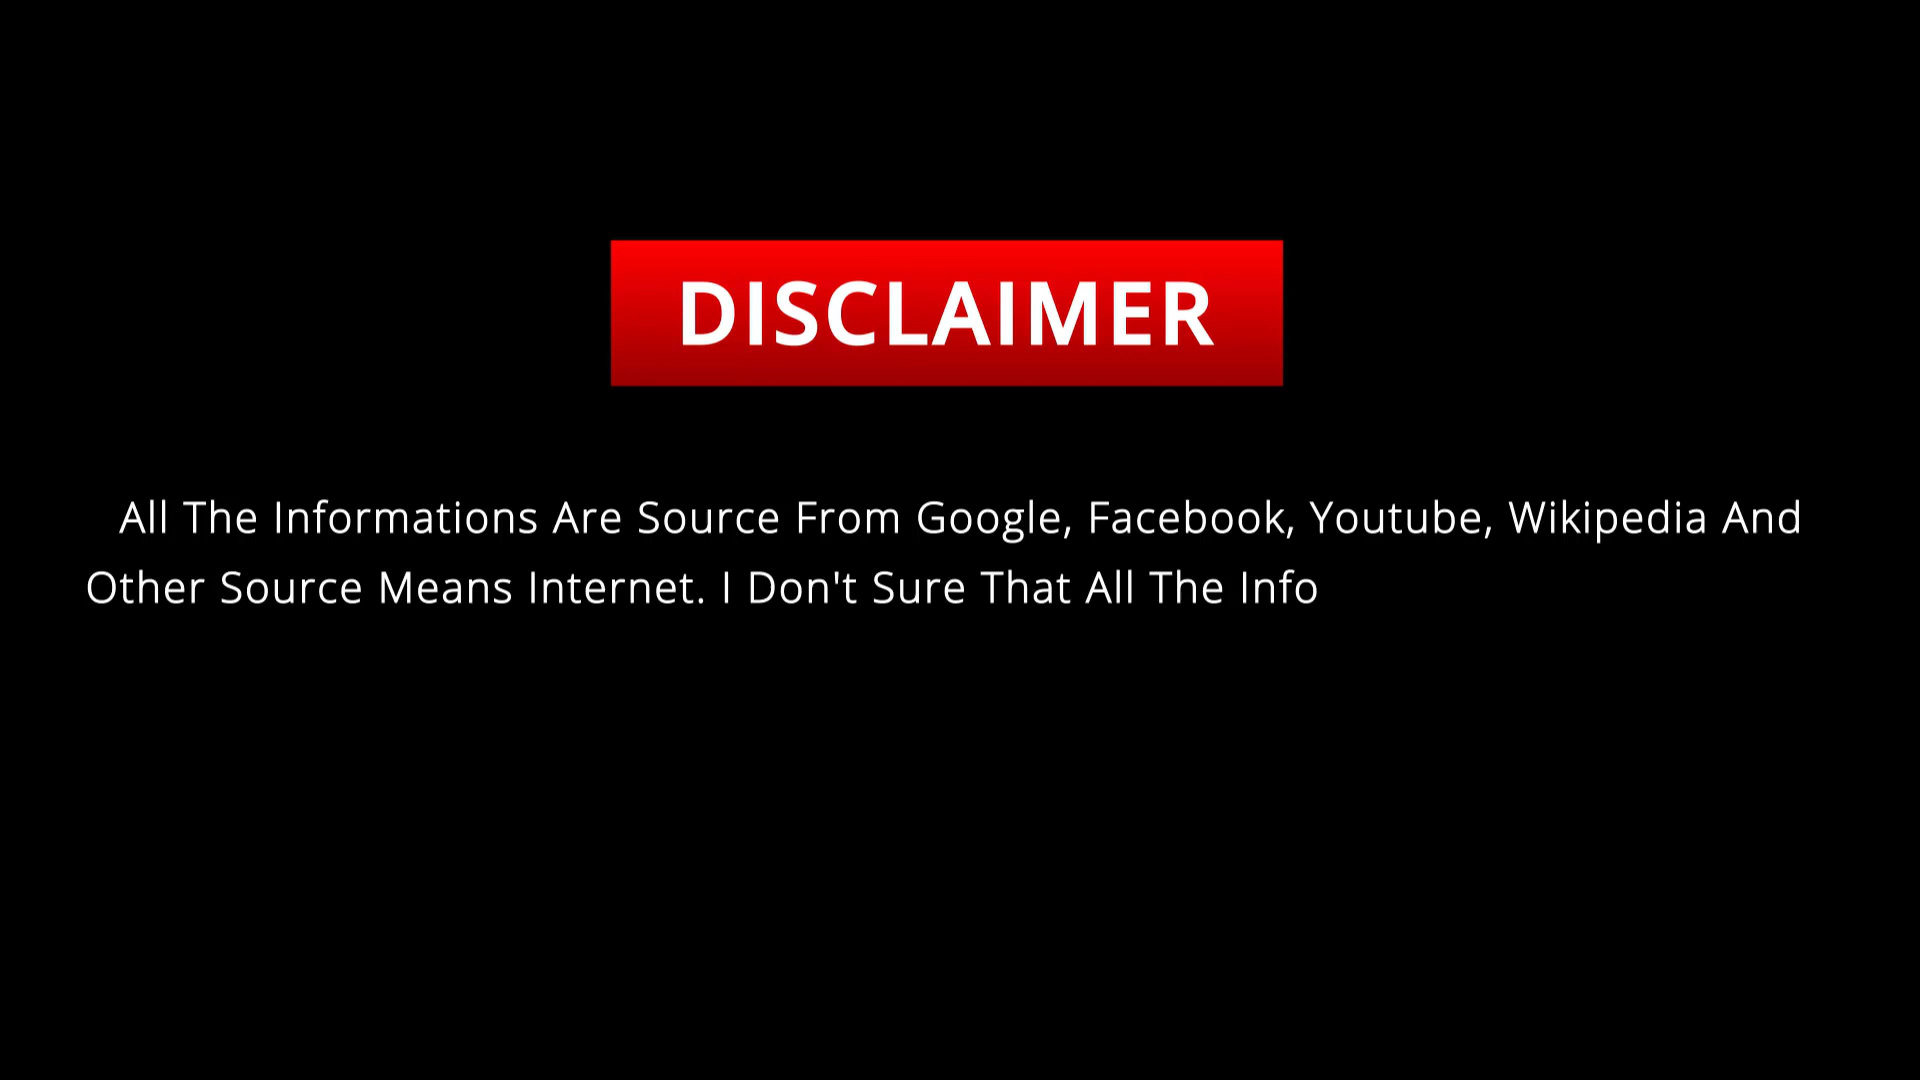 DISCLAIMER
All The Informations Are Source From Google, Facebook, Youtube, Wikipedia And
Other Source Means Internet. I Don't Sure That All The Info